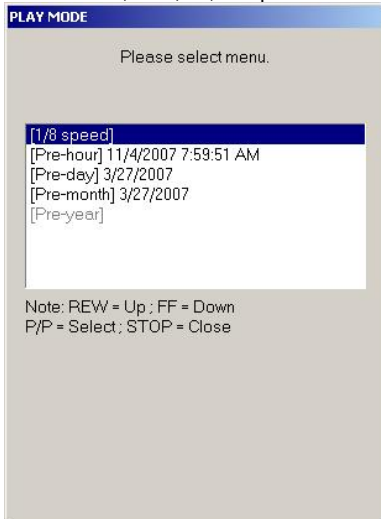 PLAY MODE
Please select menu.
[1/8 speed]
[Pre-hour] 11/4/2007 7:59:51 AM
[Pre-day] 3/27/2007
[Pre-month] 3/27/2007
[Pre-year]
Note: REW = Up ; FF = Down
P/P = Select ; STOP = Close